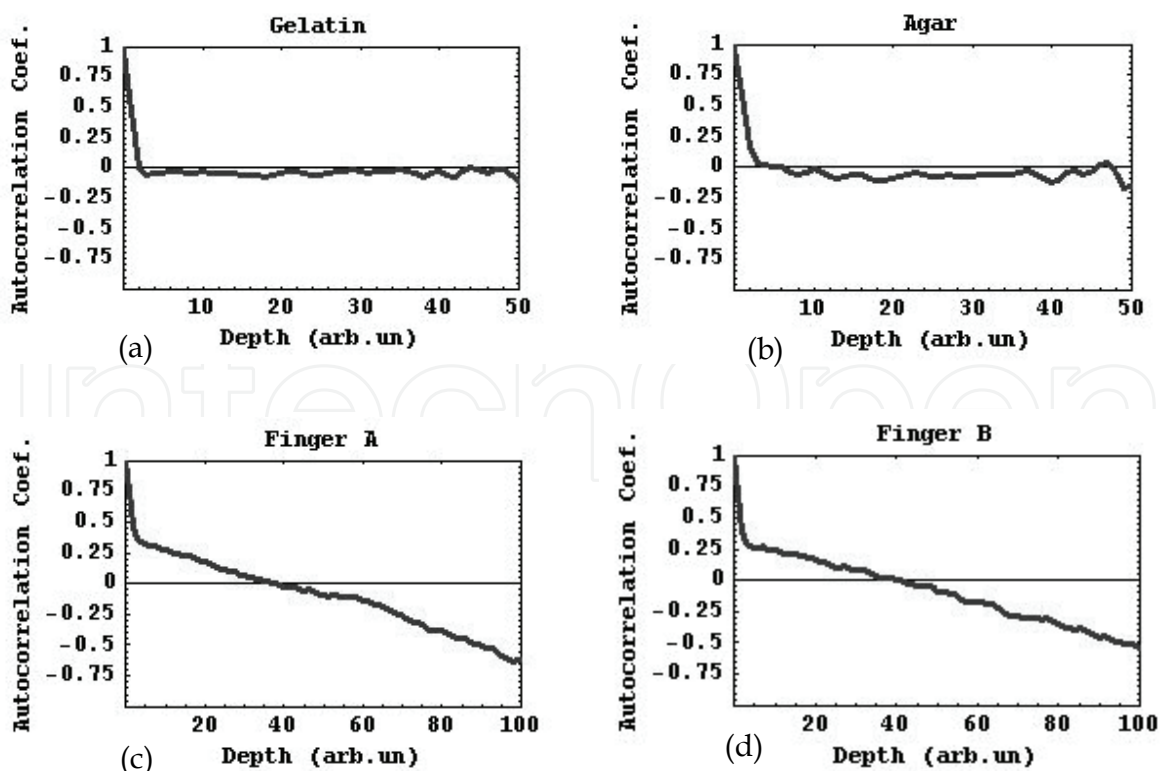 Gelatin
Autocorrelation Coef.
1
0.75
0.5
0.25
0
-0.25
-0.5
-0.75
10 20 30 40 50
Depth (arb.un)
(a)
Agar
Autocorrelation Coef.
1
0.75
0.5
0.25
0
-0.25
-0.5
-0.75
10 20 30 40 50
Depth (arb.un)
(b)
IntechOpen
Finger A
Autocorrelation Coef.
1
0.75
0.5
0.25
0
-0.25
-0.5
-0.75
20 40 60 80 100
Depth (arb.un)
(c)
Finger B
Autocorrelation Coef.
1
0.75
0.5
0.25
0
-0.25
-0.5
-0.75
20 40 60 80 100
Depth (arb.un)
(d)